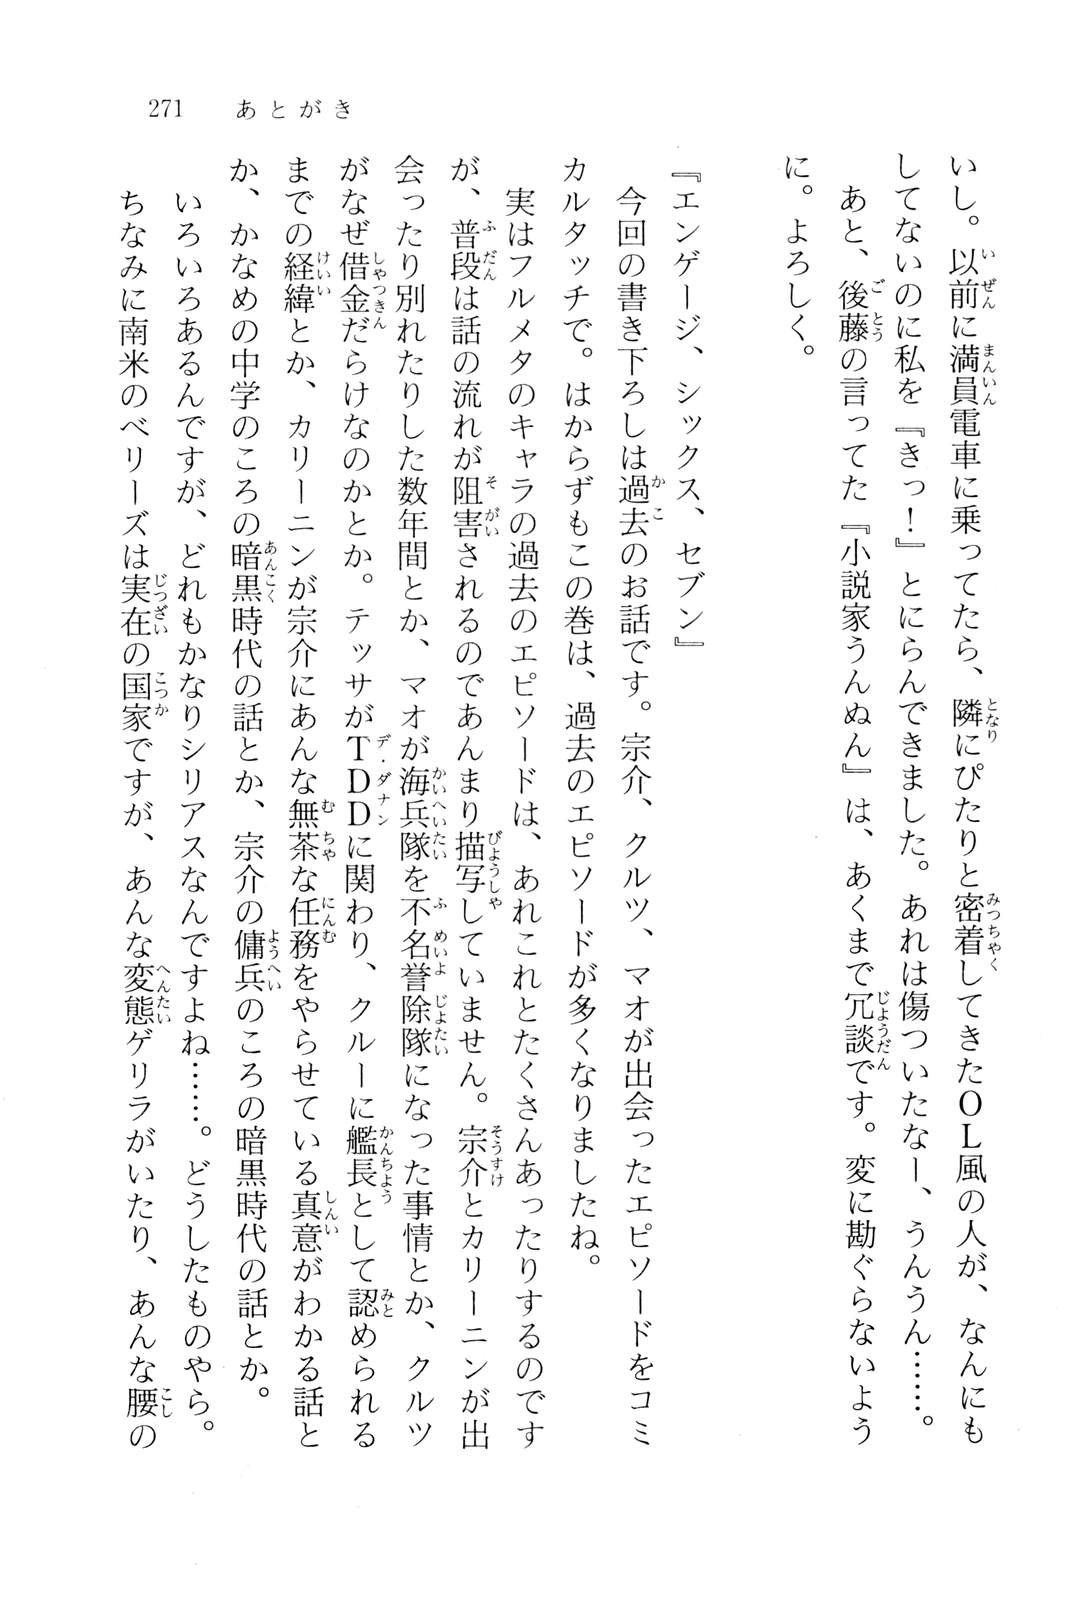 271　あとがき
いし。以前に満員電車に乗ってたら、隣にぴたりと密着してきたOL風の人が、なんにも
してないのに私を『きっ！』とにらんできました。あれは傷ついたなー、うんうん……。
あと、後藤の言ってた『小説家うんぬん』は、あくまで冗談です。変に勘ぐらないよう
に。よろしく。
『エンゲージ、シックス、セブン』
今回の書き下ろしは過去のお話です。宗介、クルツ、マオが出会ったエピソードをコミ
カルタッチで。はからずもこの巻は、過去のエピソードが多くなりましたね。
実はフルメタのキャラの過去のエピソードは、あれこれとたくさんあったりするのです
が、普段は話の流れが阻害されるのであんまり描写していません。宗介とカリーニンが出
会ったり別れたりした数年間とか、マオが海兵隊を不名誉除隊になった事情とか、クルツ
がなぜ借金だらけなのかとか。テッサがTDDに関わり、クルーに艦長として認められる
までの経緯とか、カリーニンが宗介にあんな無茶な任務をやらせている真意がわかる話と
か、かなめの中学のころの暗黒時代の話とか、宗介の傭兵のころの暗黒時代の話とか。
いろいろあるんですが、どれもかなりシリアスなんですよね……。どうしたものやら。
ちなみに南米のベリーズは実在の国家ですが、あんな変態ゲリラがいたり、あんな腰の